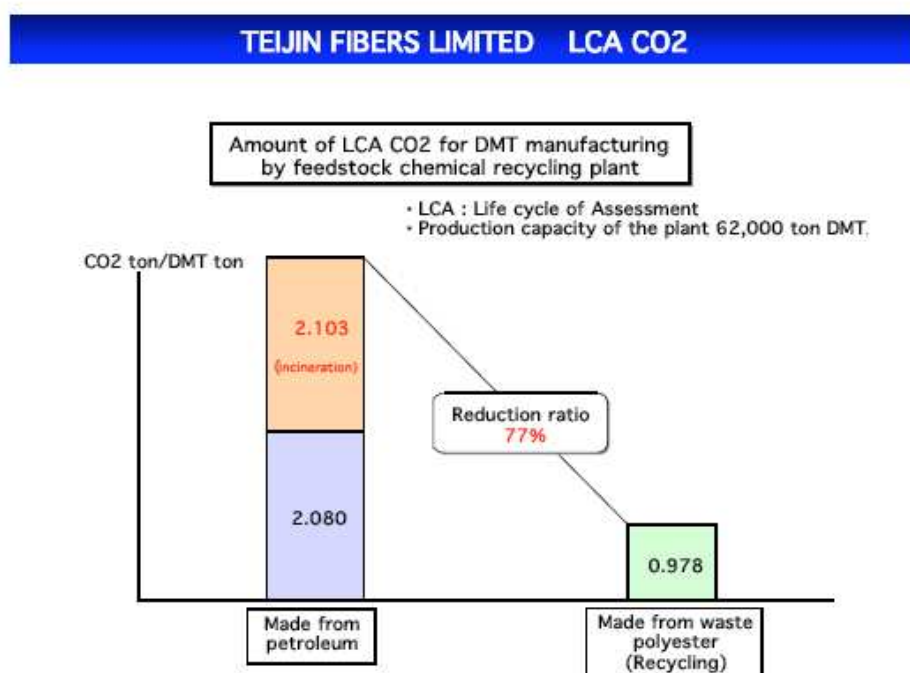 TEIJIN FIBERS LIMITED LCA CO2
Amount of LCA CO2 for DMT manufacturing
by feedstock chemical recycling plant
・LCA : Life cycle of Assessment
・Production capacity of the plant 62,000 ton DMT.
CO2 ton/DMT ton
2.103
(incineration)
Reduction ratio
77%
2.080
0.978
Made from
petroleum
Made from waste
polyester
(Recycling)